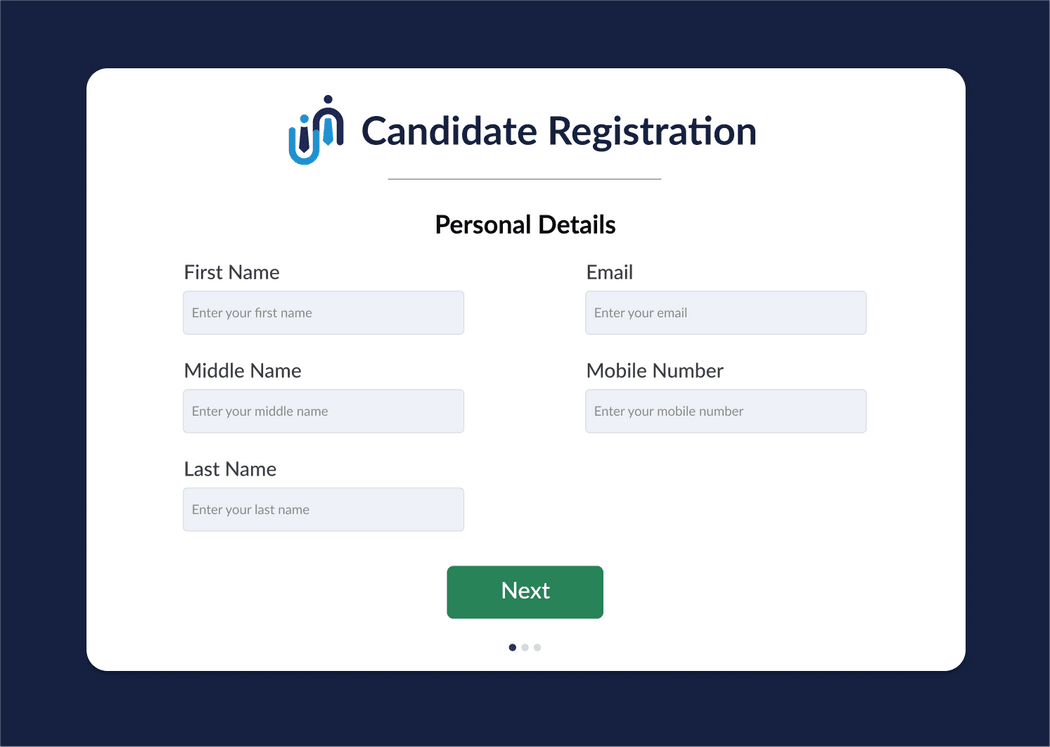 Candidate Registration
Personal Details
First Name
Enter your first name
Middle Name
Enter your middle name
Last Name
Enter your last name
Email
Enter your email
Mobile Number
Enter your mobile number
Next